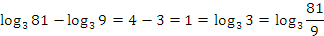 log₃ 81 − log₃ 9 = 4 − 3 = 1 = log₃ 3 = log₃ 81/9